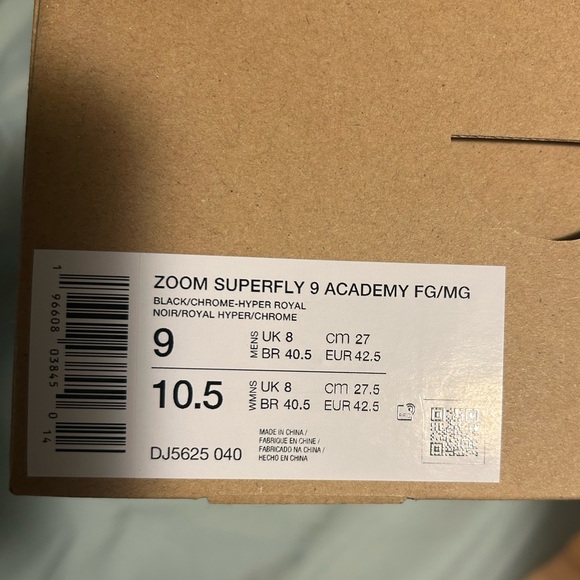 ZOOM SUPERFLY 9 ACADEMY FG/MG
BLACK/CHROME-HYPER ROYAL
NOIR/ROYAL HYPER/CHROME
9 MENS UK 8 cm 27
BR 40.5 EUR 42.5
10.5 WMNS UK 8 cm 27.5
BR 40.5 EUR 42.5
DJ5625 040
MADE IN CHINA /
FABRIQUE EN CHINE /
FABRICADO NA CHINA /
HECHO EN CHINA
1 96608 03845 0 14